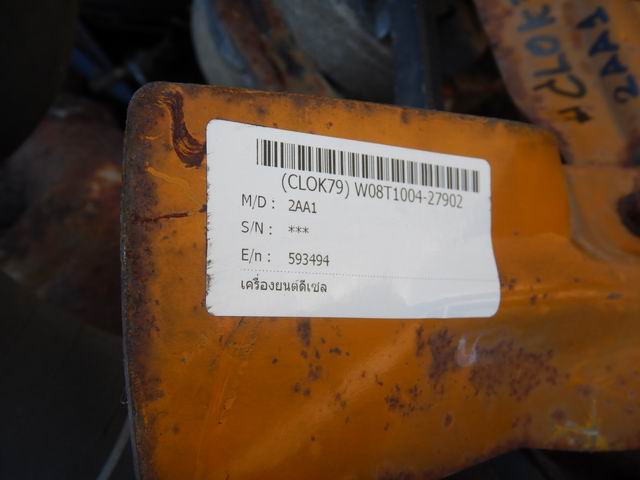 (CLOK79) W08T1004-27902
M/D : 2AA1
S/N : ***
E/n : 593494
เครื่องยนต์ดีเซล
CLOK
2AA1